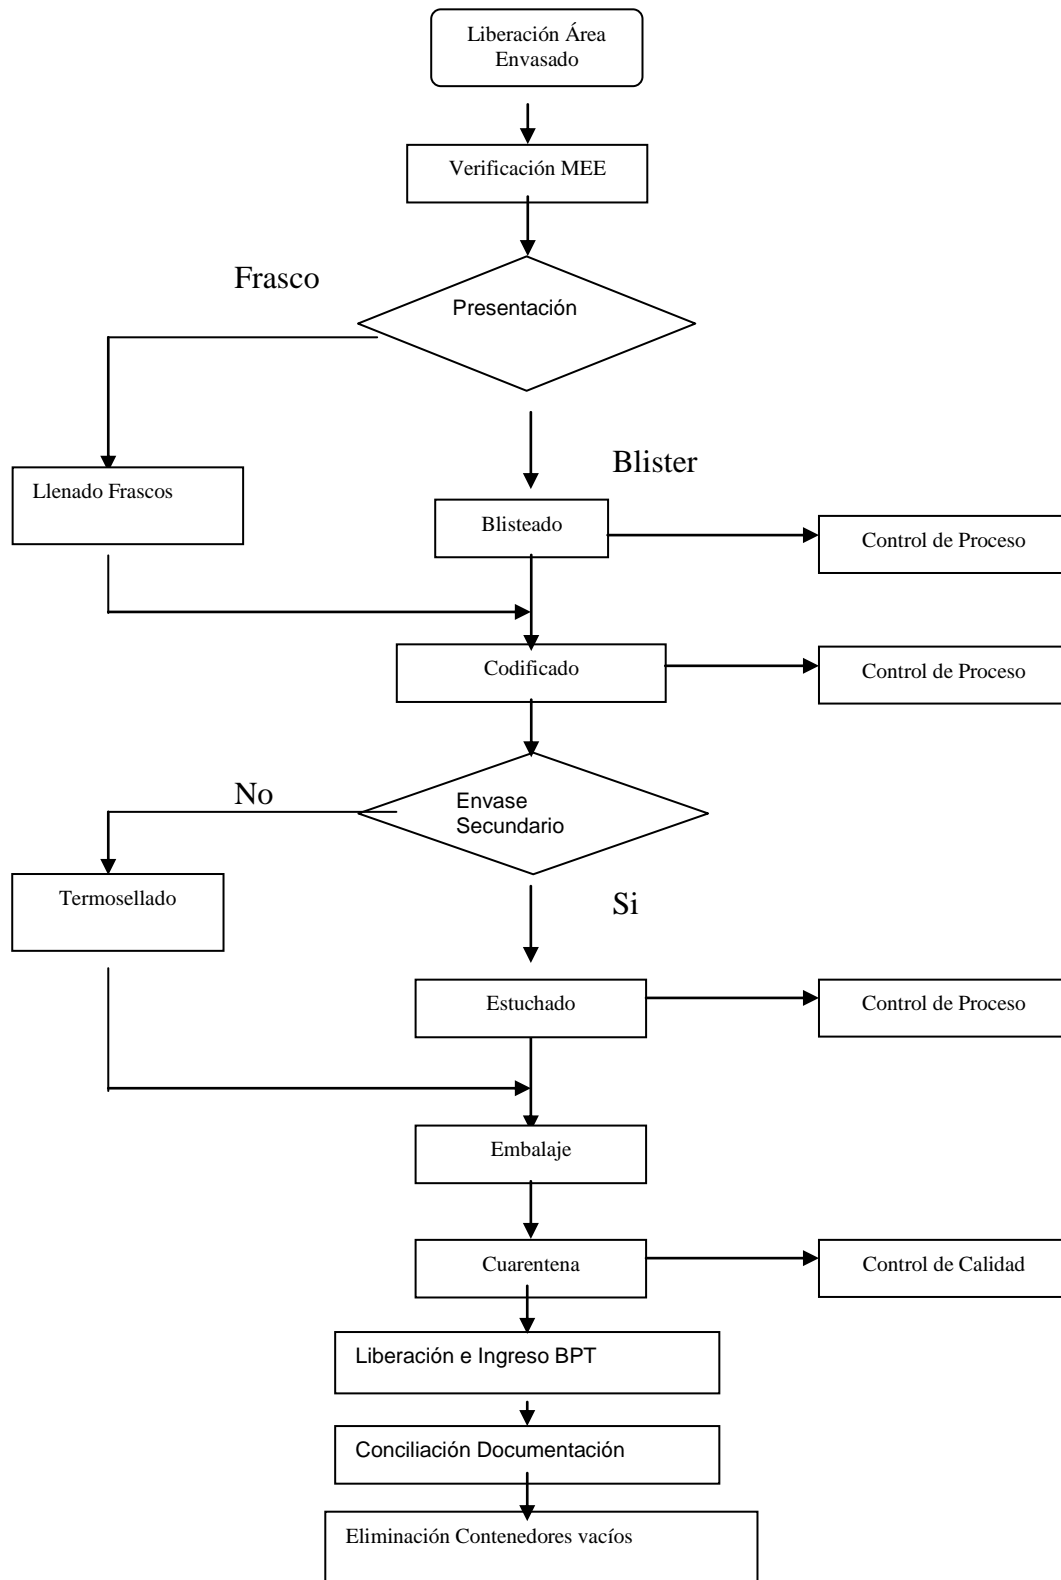 Liberación Área
Envasado
Verificación MEE
Frasco
Presentación
Blister
Llenado Frascos
Blisteado
Control de Proceso
Codificado
Control de Proceso
No
Envase
Secundario
Termosellado
Si
Estuchado
Control de Proceso
Embalaje
Cuarentena
Control de Calidad
Liberación e Ingreso BPT
Conciliación Documentación
Eliminación Contenedores vacíos